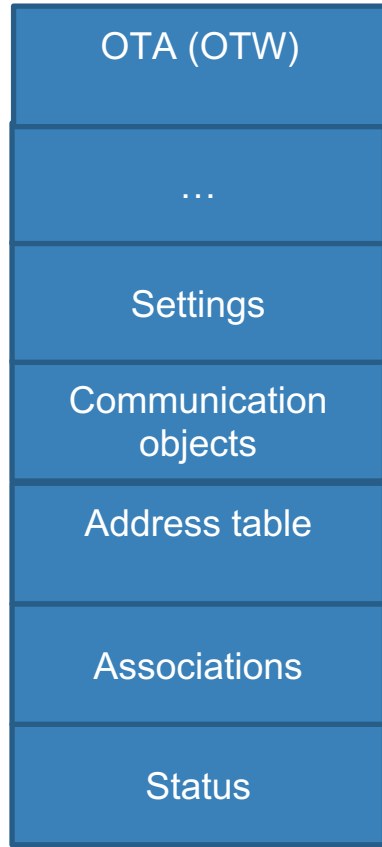 OTA (OTW)
…
Settings
Communication
objects
Address table
Associations
Status